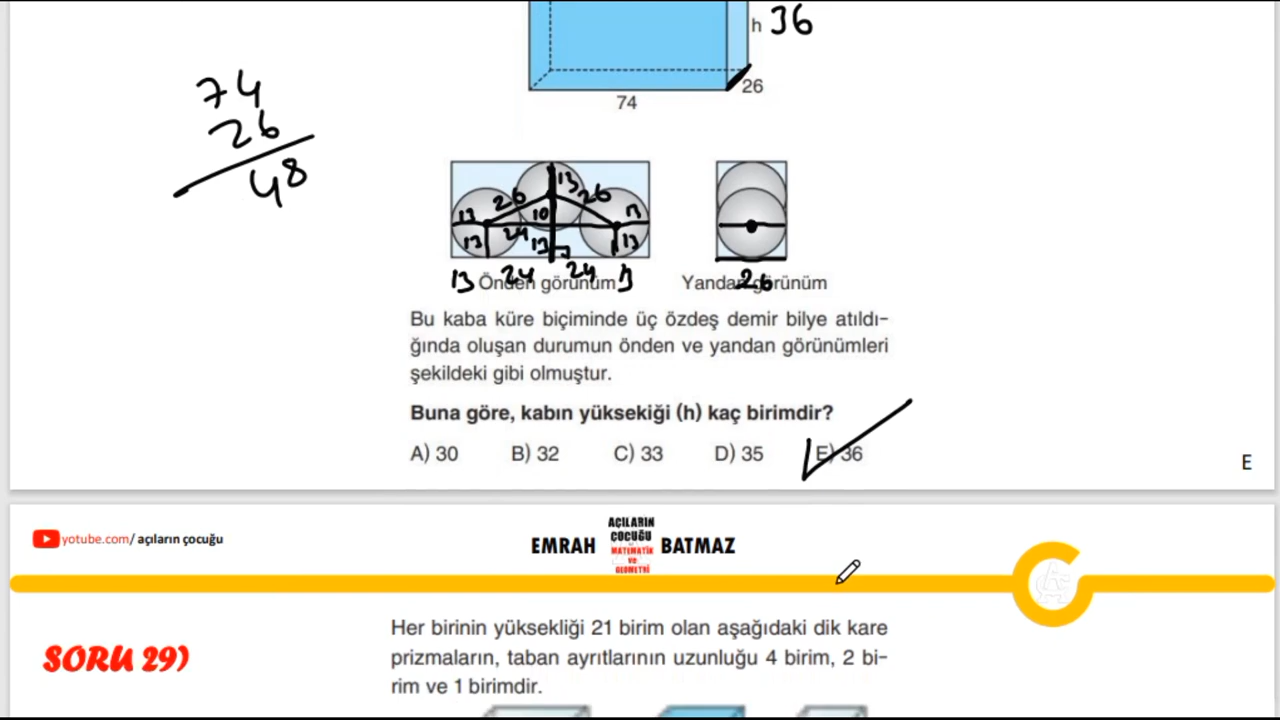 h 36
26
74
74
26
48
13
26
26
13
10
13
24
13
13
13
13 24 24
26
Önden görünüm
Yandan görünüm
Bu kaba küre biçiminde üç özdeş demir bilye atıldı-
ğında oluşan durumun önden ve yandan görünümleri
şekildeki gibi olmuştur.
Buna göre, kabın yüksekiği (h) kaç birimdir?
A) 30 B) 32 C) 33 D) 35 E) 36
E
yotube.com/ açıların çocuğu
EMRAH
AÇILARIN
ÇOCUĞU
MATEMATİK
ve
GEOMETRİ
BATMAZ
SORU 29)
Her birinin yüksekliği 21 birim olan aşağıdaki dik kare
prizmaların, taban ayrıtlarının uzunluğu 4 birim, 2 bi-
rim ve 1 birimdir.